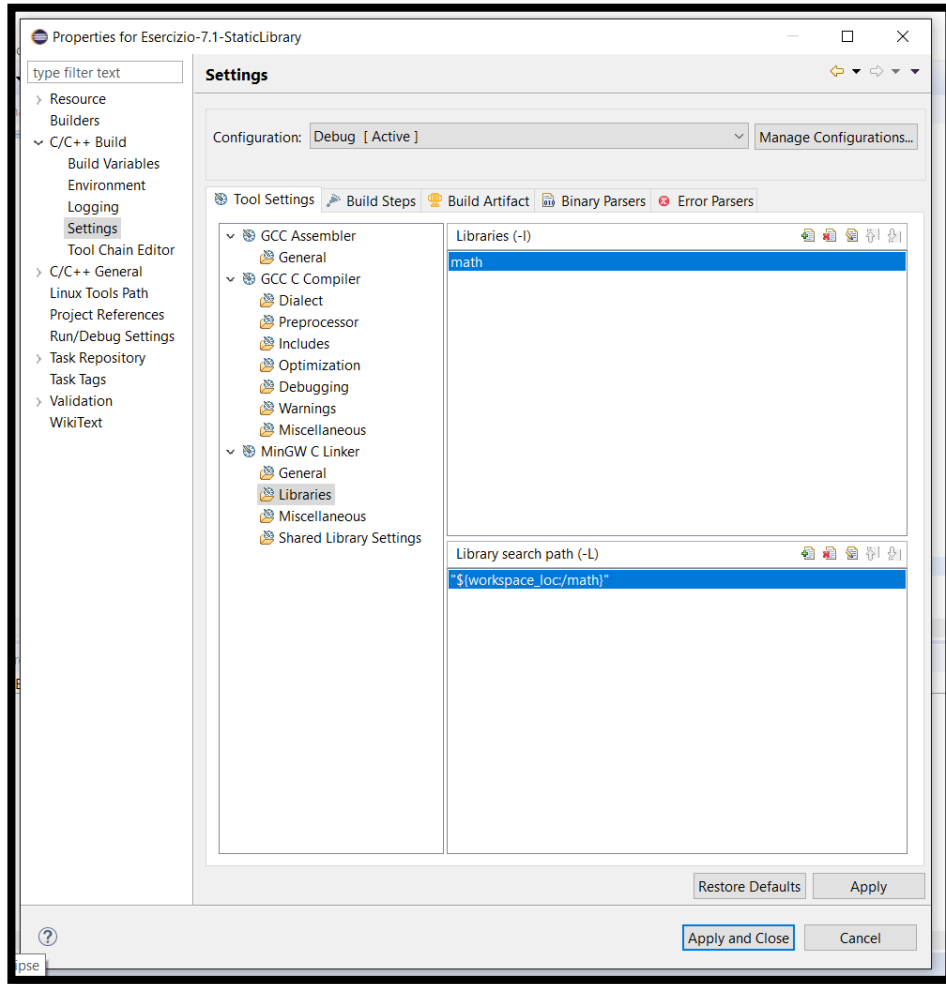 Properties for Esercizio-7.1-StaticLibrary
type filter text
Resource
Builders
C/C++ Build
Build Variables
Environment
Logging
Settings
Tool Chain Editor
C/C++ General
Linux Tools Path
Project References
Run/Debug Settings
Task Repository
Task Tags
Validation
WikiText
Settings
Configuration: Debug [ Active ] Manage Configurations...
Tool Settings Build Steps Build Artifact Binary Parsers Error Parsers
GCC Assembler
General
GCC C Compiler
Dialect
Preprocessor
Includes
Optimization
Debugging
Warnings
Miscellaneous
MinGW C Linker
General
Libraries
Miscellaneous
Shared Library Settings
Libraries (-l)
math
Library search path (-L)
"${workspace_loc:/math}"
Restore Defaults Apply
Apply and Close Cancel
ipse